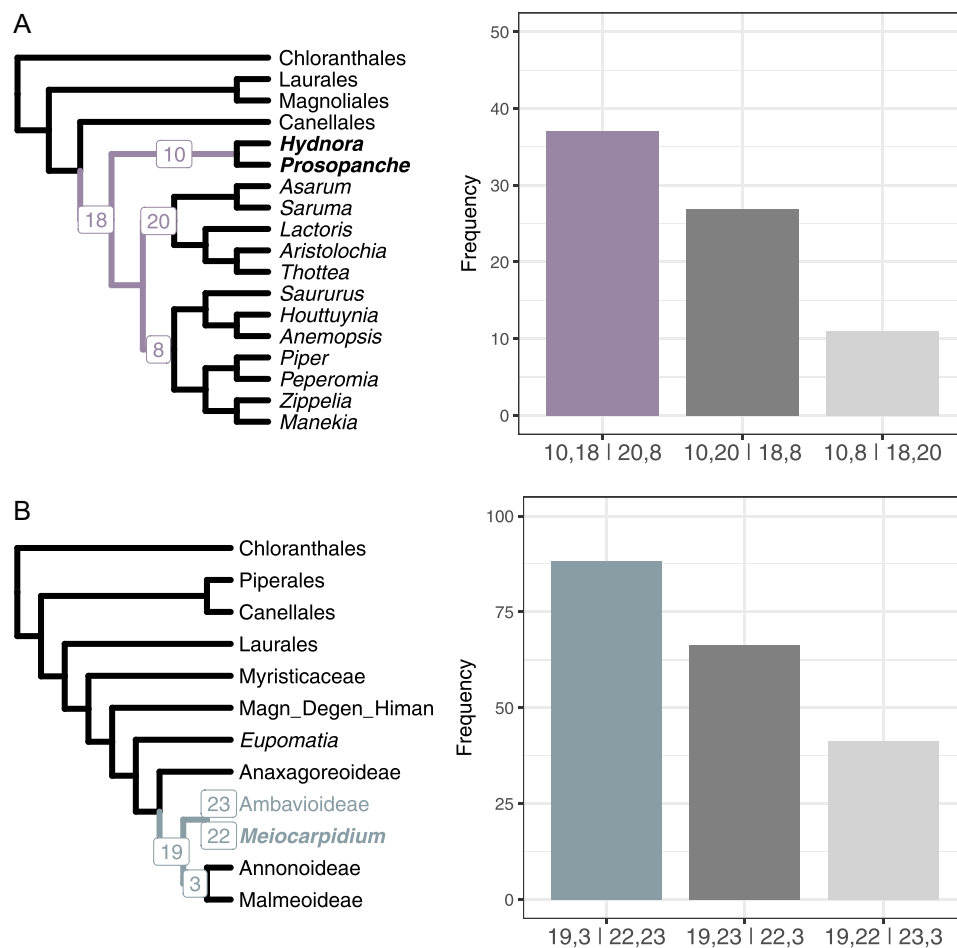 A
Chloranthales
Laurales
Magnoliales
Canellales
Hydnora
Prosopanche
Asarum
Saruma
Lactoris
Aristolochia
Thottea
Saururus
Houttuynia
Anemopsis
Piper
Peperomia
Zippelia
Manekia
10
18
20
8
Frequency
50
40
30
20
10
0
10,18 | 20,8
10,20 | 18,8
10,8 | 18,20
B
Chloranthales
Piperales
Canellales
Laurales
Myristicaceae
Magn_Degen_Himan
Eupomatia
Anaxagoreoideae
23 Ambavioideae
22 Meiocarpidium
19
Annonoideae
3
Malmeoideae
Frequency
100
75
50
25
0
19,3 | 22,23
19,23 | 22,3
19,22 | 23,3